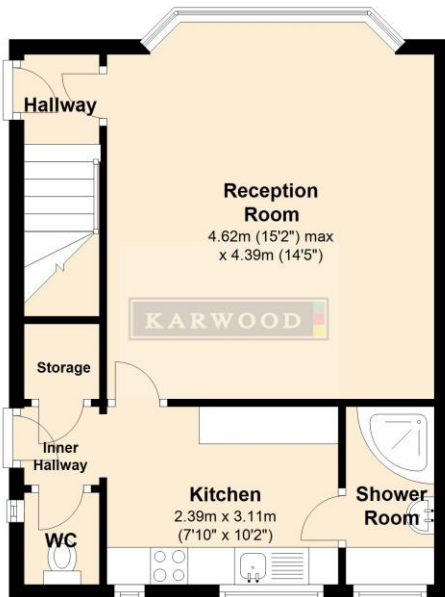 Hallway
Reception
Room
4.62m (15'2") max
x 4.39m (14'5")
KARWOOD
Storage
Inner
Hallway
Kitchen
2.39m x 3.11m
(7'10" x 10'2")
Shower
Room
WC